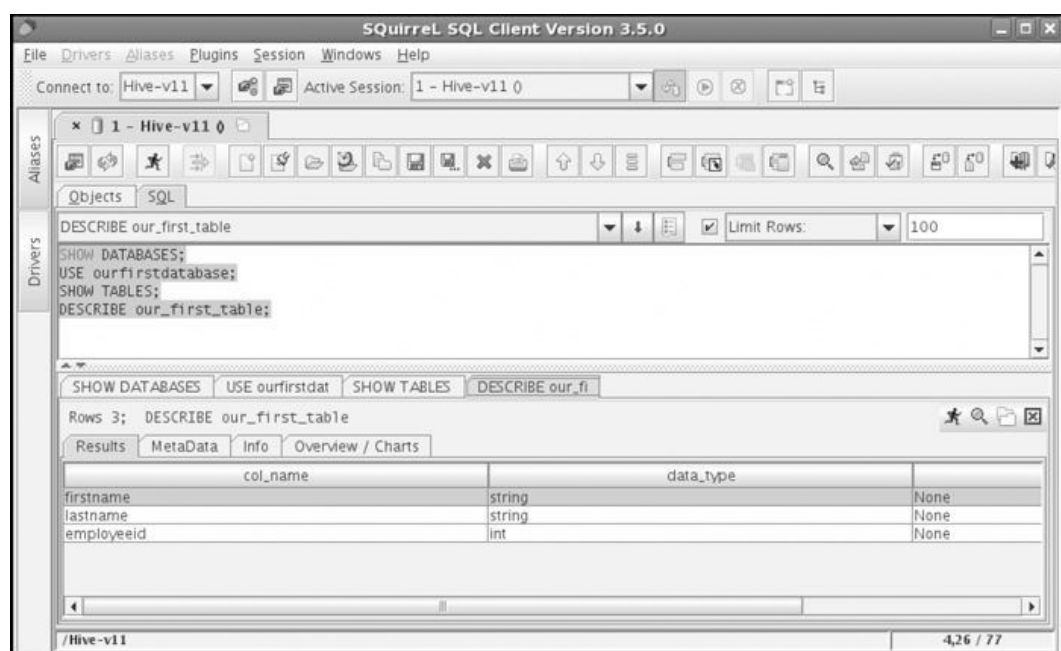 SQuirreL SQL Client Version 3.5.0
File Drivers Aliases Plugins Session Windows Help
Connect to: Hive-v11 Active Session: 1 - Hive-v11 ()
Aliases
Drivers
1 - Hive-v11 ()
Objects SQL
DESCRIBE our_first_table Limit Rows: 100
SHOW DATABASES;
USE ourfirstdatabase;
SHOW TABLES;
DESCRIBE our_first_table;
SHOW DATABASES USE ourfirstdat SHOW TABLES DESCRIBE our_fi
Rows 3; DESCRIBE our_first_table
Results MetaData Info Overview / Charts
col_name data_type
firstname string None
lastname string None
employeeid int None
/Hive-v11 4,26 / 77